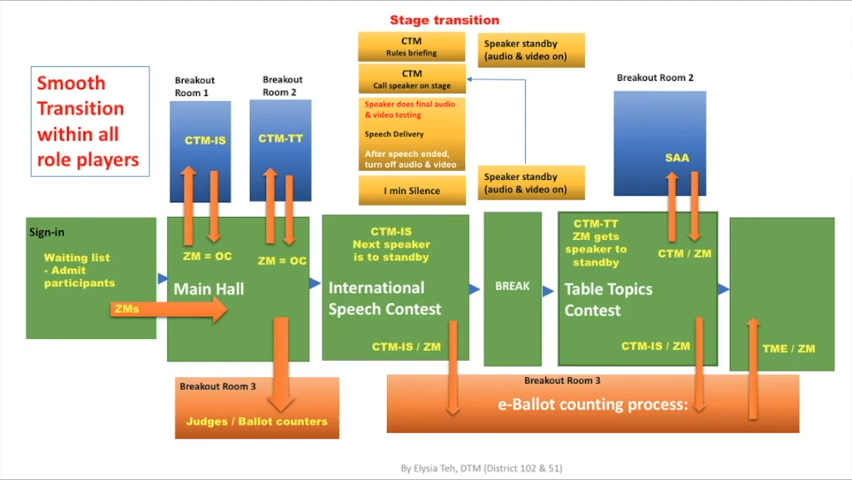 Stage transition
Smooth
Transition
within all
role players
Breakout
Room 1
Breakout
Room 2
CTM-IS
CTM-TT
CTM
Rules briefing
CTM
Call speaker on stage
Speaker does final audio
& video testing
Speech Delivery
After speech ended,
turn off audio & video
1 min Silence
Speaker standby
(audio & video on)
Speaker standby
(audio & video on)
Breakout Room 2
SAA
Sign-in
Waiting list
- Admit
participants
ZMs
ZM = OC
ZM = OC
Main Hall
CTM-IS
Next speaker
is to standby
International
Speech Contest
CTM-IS / ZM
BREAK
CTM-TT
ZM gets
speaker to
standby
CTM / ZM
Table Topics
Contest
CTM-IS / ZM
TME / ZM
Breakout Room 3
Judges / Ballot counters
Breakout Room 3
e-Ballot counting process:
By Elysia Teh, DTM (District 102 & 51)